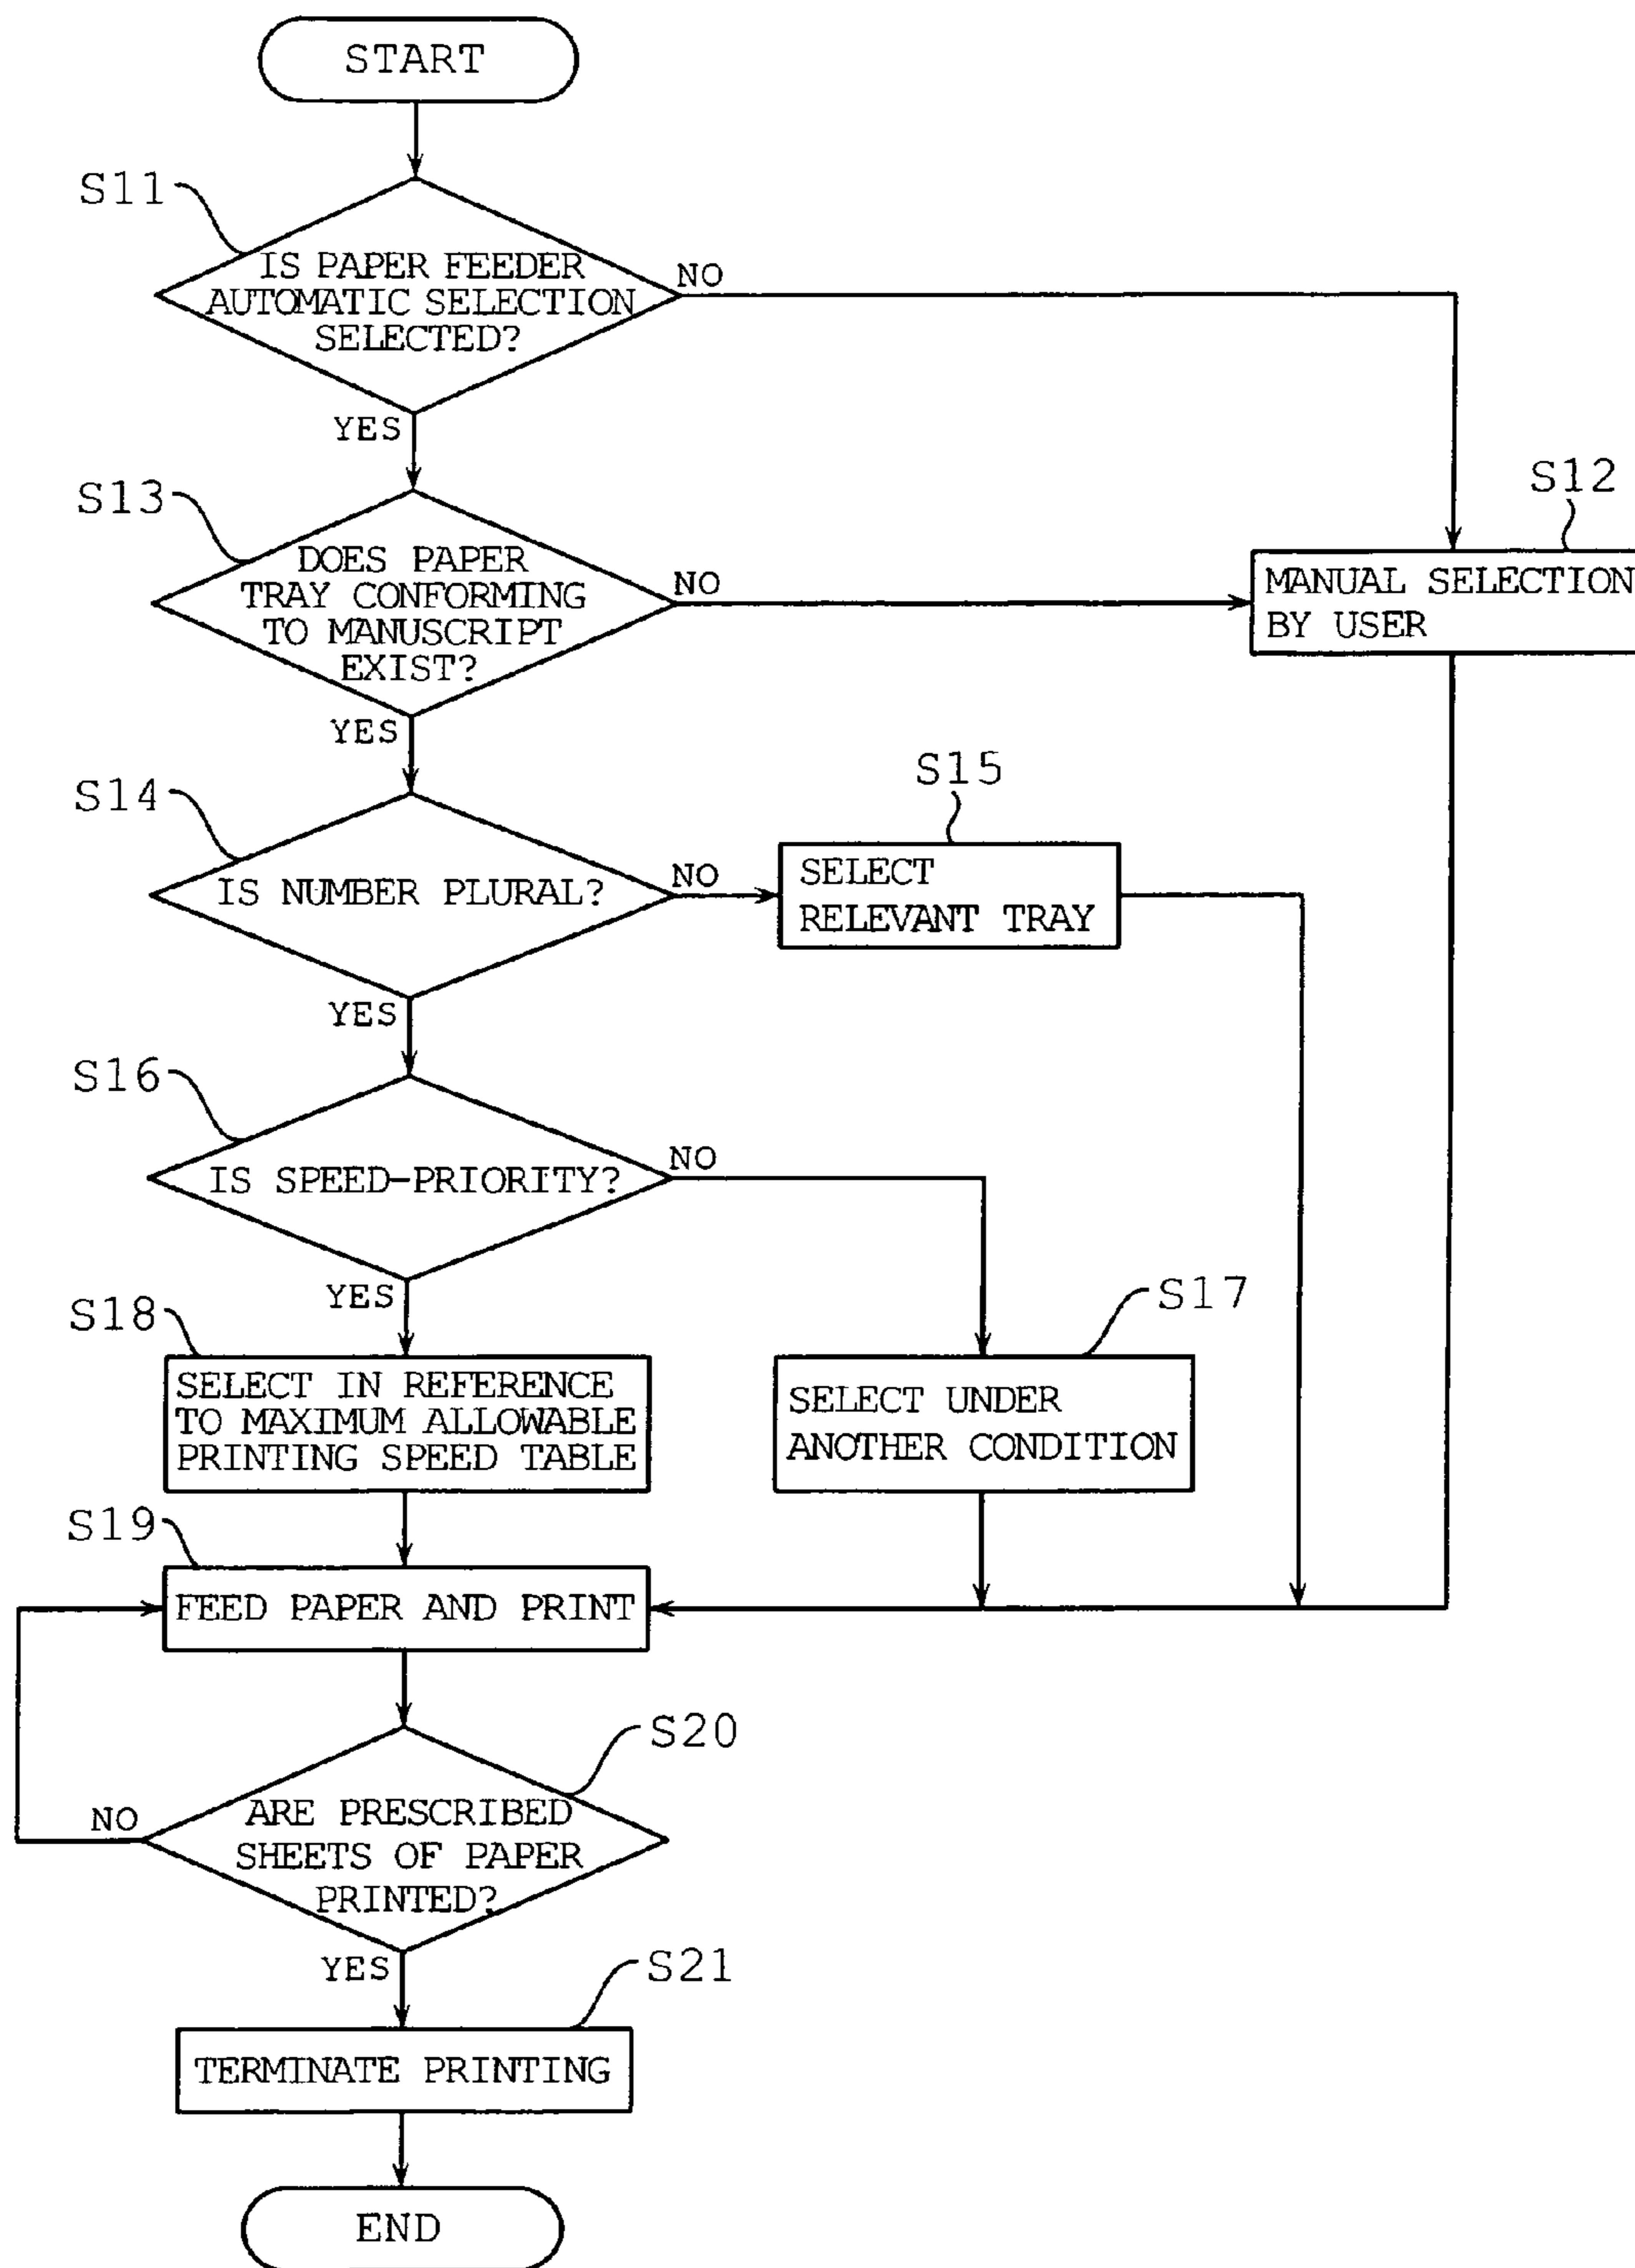 START
S11
IS PAPER FEEDER
AUTOMATIC SELECTION
SELECTED?
NO
YES
S12
MANUAL SELECTION
BY USER
S13
DOES PAPER
TRAY CONFORMING
TO MANUSCRIPT
EXIST?
NO
YES
S14
IS NUMBER PLURAL?
NO
YES
S15
SELECT
RELEVANT TRAY
S16
IS SPEED-PRIORITY?
NO
YES
S17
SELECT UNDER
ANOTHER CONDITION
S18
SELECT IN REFERENCE
TO MAXIMUM ALLOWABLE
PRINTING SPEED TABLE
S19
FEED PAPER AND PRINT
S20
ARE PRESCRIBED
SHEETS OF PAPER
PRINTED?
NO
YES
S21
TERMINATE PRINTING
END